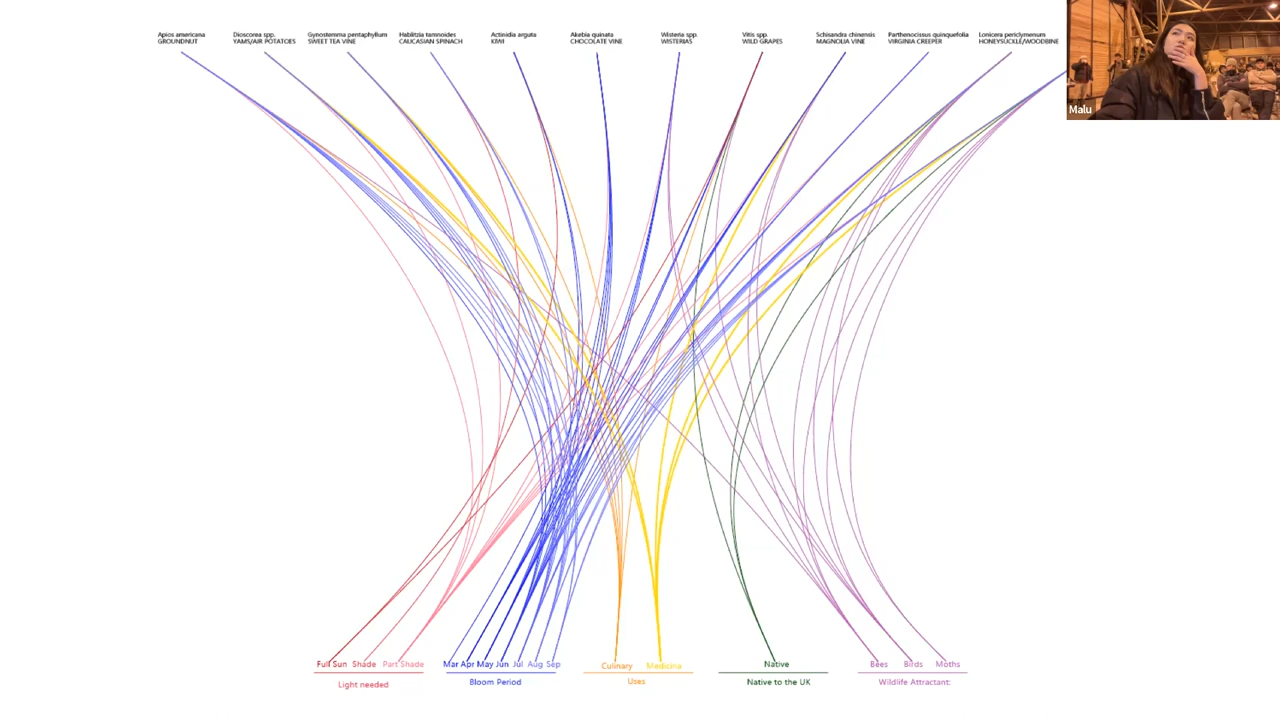 Apios americana
GROUNDNUT
Dioscorea spp.
YAMS/AIR POTATOES
Gynostemma pentaphyllum
SWEET TEA VINE
Hablitzia tamnoides
CAUCASIAN SPINACH
Actinidia arguta
KIWI
Akebia quinata
CHOCOLATE VINE
Wisteria spp.
WISTERIAS
Vitis spp.
WILD GRAPES
Schisandra chinensis
MAGNOLIA VINE
Parthenocissus quinquefolia
VIRGINIA CREEPER
Lonicera periclymenum
HONEYSUCKLE/WOODBINE
Malu
Full Sun Shade Part Shade
Light needed
Mar Apr May Jun Jul Aug Sep
Bloom Period
Culinary Medicina
Uses
Native
Native to the UK
Bees Birds Moths
Wildlife Attractant: